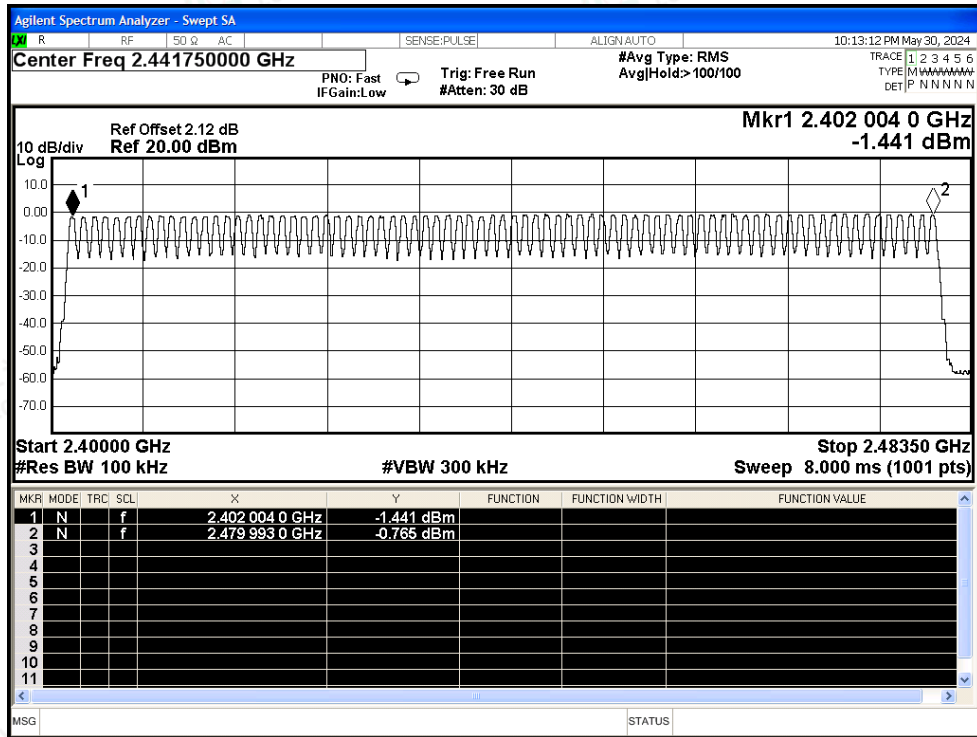 Agilent Spectrum Analyzer - Swept SA
LXI R RF 50 Ω AC SENSE:PULSE ALIGN AUTO 10:13:12 PM May 30, 2024
Center Freq 2.441750000 GHz
PNO: Fast
IFGain:Low
Trig: Free Run
#Atten: 30 dB
#Avg Type: RMS
Avg|Hold:>100/100
TRACE 1 2 3 4 5 6
TYPE M WWWWW
DET P N N N N N
Ref Offset 2.12 dB
10 dB/div Ref 20.00 dBm
Log
Mkr1 2.402 004 0 GHz
-1.441 dBm
10.0
0.00
-10.0
-20.0
-30.0
-40.0
-50.0
-60.0
-70.0
1
2
Start 2.40000 GHz Stop 2.48350 GHz
#Res BW 100 kHz #VBW 300 kHz Sweep 8.000 ms (1001 pts)
MKR MODE TRC SCL X Y FUNCTION FUNCTION WIDTH FUNCTION VALUE
1 N f 2.402 004 0 GHz -1.441 dBm
2 N f 2.479 993 0 GHz -0.765 dBm
3
4
5
6
7
8
9
10
11
MSG STATUS